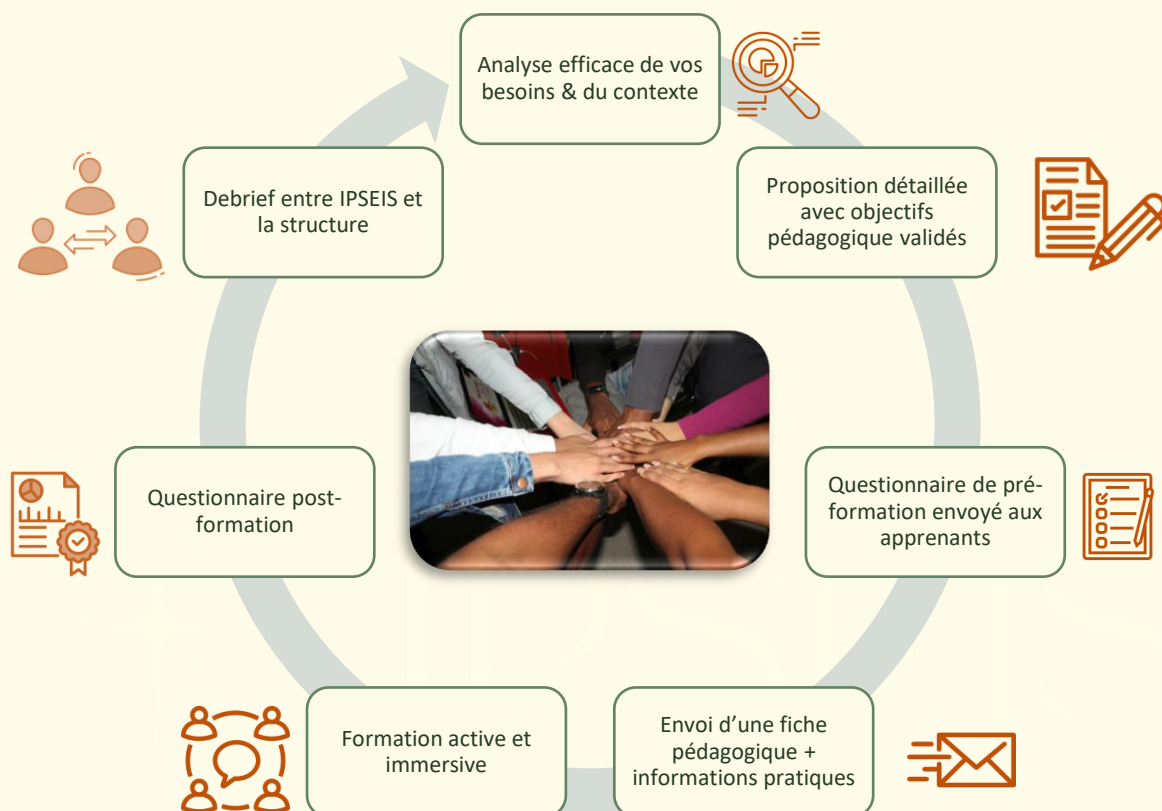 Analyse efficace de vos
besoins & du contexte
Proposition détaillée
avec objectifs
pédagogique validés
Questionnaire de pré-
formation envoyé aux
apprenants
Envoi d’une fiche
pédagogique +
informations pratiques
Formation active et
immersive
Questionnaire post-
formation
Debrief entre IPSEIS et
la structure